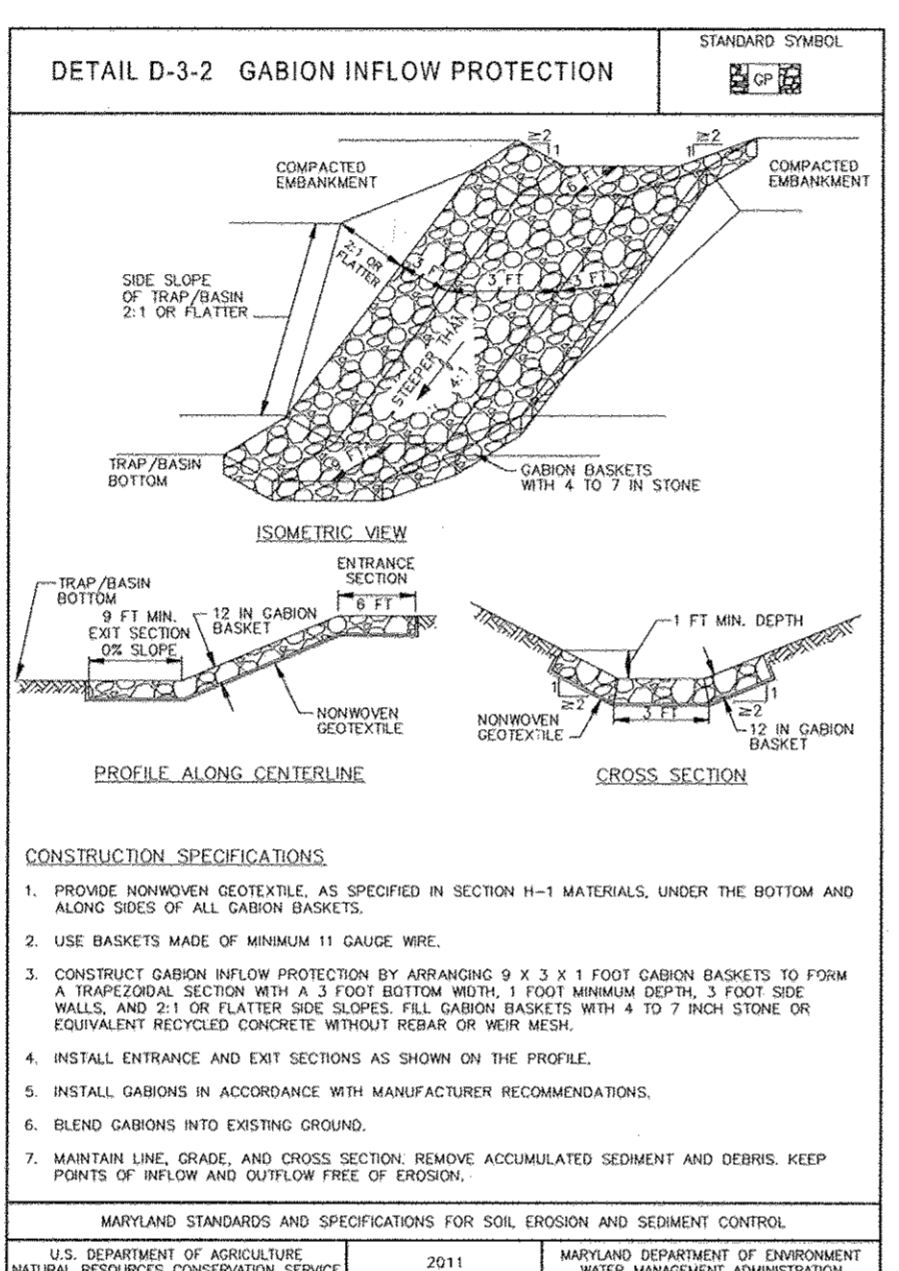 DETAIL D-3-2 GABION INFLOW PROTECTION
STANDARD SYMBOL
GP
≥2
1
≥2
1
COMPACTED
EMBANKMENT
COMPACTED
EMBANKMENT
6 FT
2:1 OR
FLATTER
3 FT
3 FT
3 FT
SIDE SLOPE
OF TRAP/BASIN
2:1 OR FLATTER
STEEPER THAN
4:1
9 FT
TRAP/BASIN
BOTTOM
GABION BASKETS
WITH 4 TO 7 IN STONE
ISOMETRIC VIEW
TRAP/BASIN
BOTTOM
9 FT MIN.
EXIT SECTION
0% SLOPE
12 IN GABION
BASKET
ENTRANCE
SECTION
6 FT
NONWOVEN
GEOTEXTILE
PROFILE ALONG CENTERLINE
1 FT MIN. DEPTH
1
≥2
3 FT
1
≥2
NONWOVEN
GEOTEXTILE
12 IN GABION
BASKET
CROSS SECTION
CONSTRUCTION SPECIFICATIONS
1. PROVIDE NONWOVEN GEOTEXTILE, AS SPECIFIED IN SECTION H-1 MATERIALS, UNDER THE BOTTOM AND
ALONG SIDES OF ALL GABION BASKETS.
2. USE BASKETS MADE OF MINIMUM 11 GAUGE WIRE.
3. CONSTRUCT GABION INFLOW PROTECTION BY ARRANGING 9 X 3 X 1 FOOT GABION BASKETS TO FORM
A TRAPEZOIDAL SECTION WITH A 3 FOOT BOTTOM WIDTH, 1 FOOT MINIMUM DEPTH, 3 FOOT SIDE
WALLS, AND 2:1 OR FLATTER SIDE SLOPES. FILL GABION BASKETS WITH 4 TO 7 INCH STONE OR
EQUIVALENT RECYCLED CONCRETE WITHOUT REBAR OR WEIR MESH.
4. INSTALL ENTRANCE AND EXIT SECTIONS AS SHOWN ON THE PROFILE.
5. INSTALL GABIONS IN ACCORDANCE WITH MANUFACTURER RECOMMENDATIONS.
6. BLEND GABIONS INTO EXISTING GROUND.
7. MAINTAIN LINE, GRADE, AND CROSS SECTION. REMOVE ACCUMULATED SEDIMENT AND DEBRIS. KEEP
POINTS OF INFLOW AND OUTFLOW FREE OF EROSION.
MARYLAND STANDARDS AND SPECIFICATIONS FOR SOIL EROSION AND SEDIMENT CONTROL
U.S. DEPARTMENT OF AGRICULTURE
NATURAL RESOURCES CONSERVATION SERVICE
2011
MARYLAND DEPARTMENT OF ENVIRONMENT
WATER MANAGEMENT ADMINISTRATION